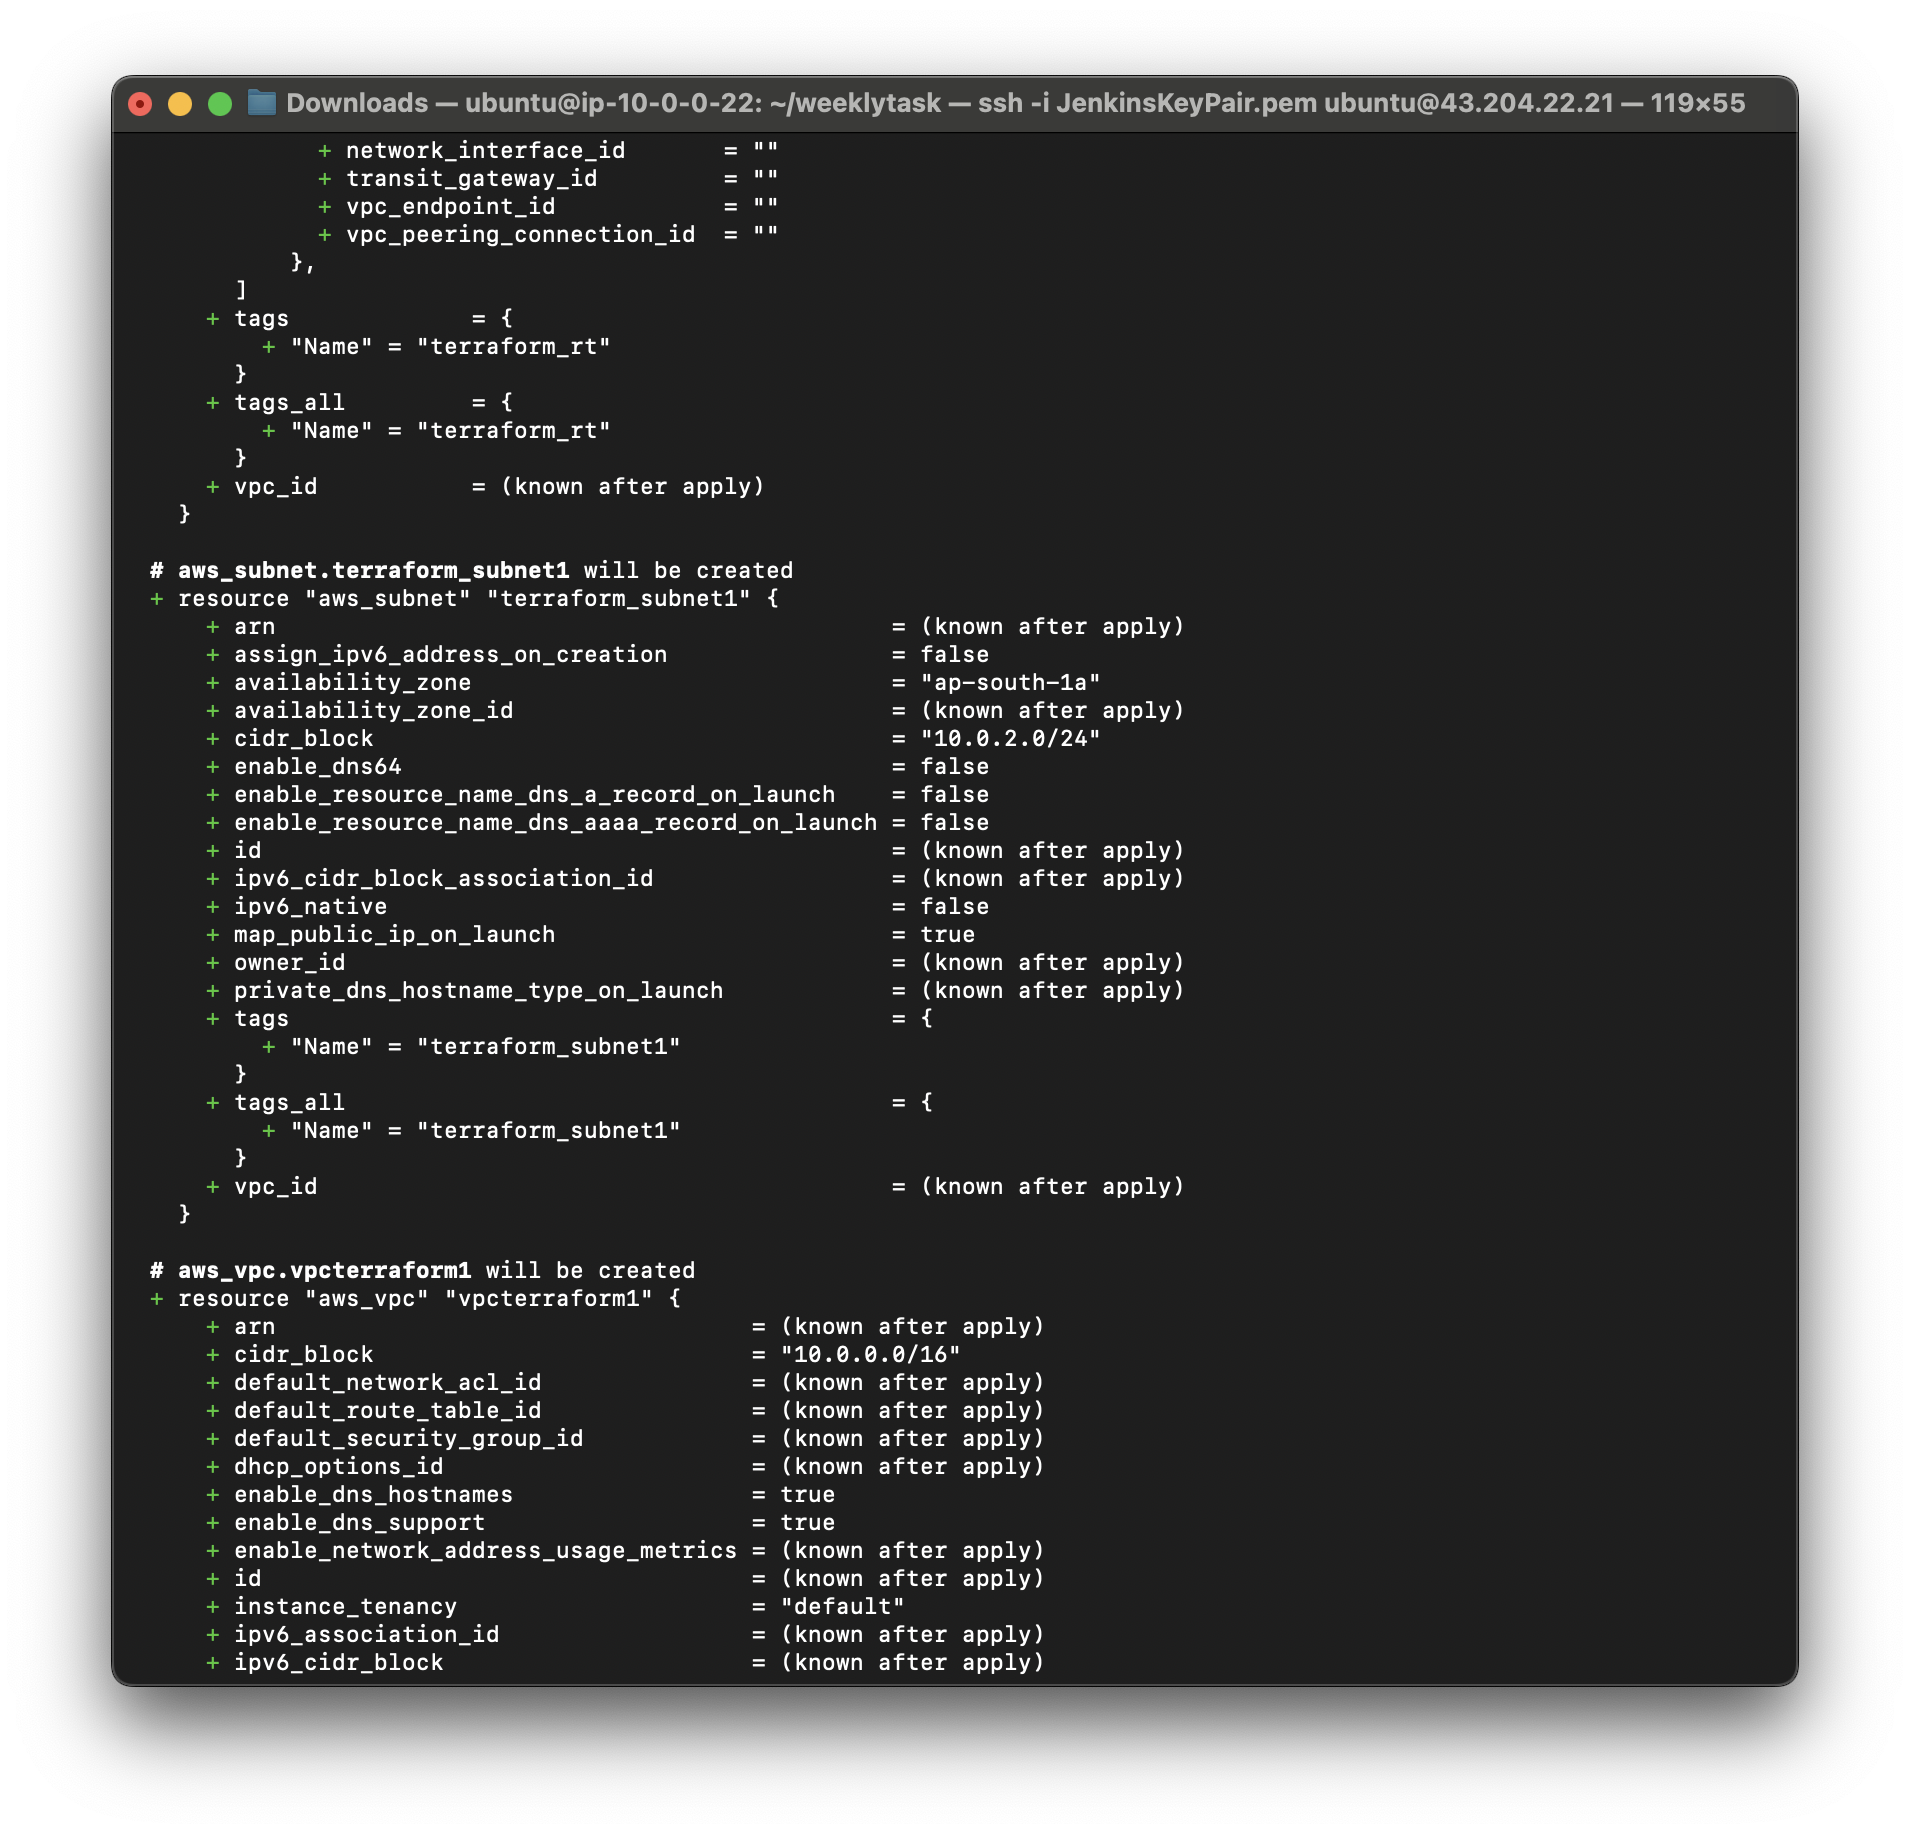 Downloads — ubuntu@ip-10-0-0-22: ~/weeklytask — ssh -i JenkinsKeyPair.pem ubuntu@43.204.22.21 — 119×55
              + network_interface_id       = ""
              + transit_gateway_id         = ""
              + vpc_endpoint_id            = ""
              + vpc_peering_connection_id  = ""
            },
        ]
      + tags             = {
          + "Name" = "terraform_rt"
        }
      + tags_all         = {
          + "Name" = "terraform_rt"
        }
      + vpc_id           = (known after apply)
    }

  # aws_subnet.terraform_subnet1 will be created
  + resource "aws_subnet" "terraform_subnet1" {
      + arn                                            = (known after apply)
      + assign_ipv6_address_on_creation                = false
      + availability_zone                              = "ap-south-1a"
      + availability_zone_id                           = (known after apply)
      + cidr_block                                     = "10.0.2.0/24"
      + enable_dns64                                   = false
      + enable_resource_name_dns_a_record_on_launch    = false
      + enable_resource_name_dns_aaaa_record_on_launch = false
      + id                                             = (known after apply)
      + ipv6_cidr_block_association_id                 = (known after apply)
      + ipv6_native                                    = false
      + map_public_ip_on_launch                        = true
      + owner_id                                       = (known after apply)
      + private_dns_hostname_type_on_launch            = (known after apply)
      + tags                                           = {
          + "Name" = "terraform_subnet1"
        }
      + tags_all                                       = {
          + "Name" = "terraform_subnet1"
        }
      + vpc_id                                         = (known after apply)
    }

  # aws_vpc.vpcterraform1 will be created
  + resource "aws_vpc" "vpcterraform1" {
      + arn                                  = (known after apply)
      + cidr_block                           = "10.0.0.0/16"
      + default_network_acl_id               = (known after apply)
      + default_route_table_id               = (known after apply)
      + default_security_group_id            = (known after apply)
      + dhcp_options_id                      = (known after apply)
      + enable_dns_hostnames                 = true
      + enable_dns_support                   = true
      + enable_network_address_usage_metrics = (known after apply)
      + id                                   = (known after apply)
      + instance_tenancy                     = "default"
      + ipv6_association_id                  = (known after apply)
      + ipv6_cidr_block                      = (known after apply)